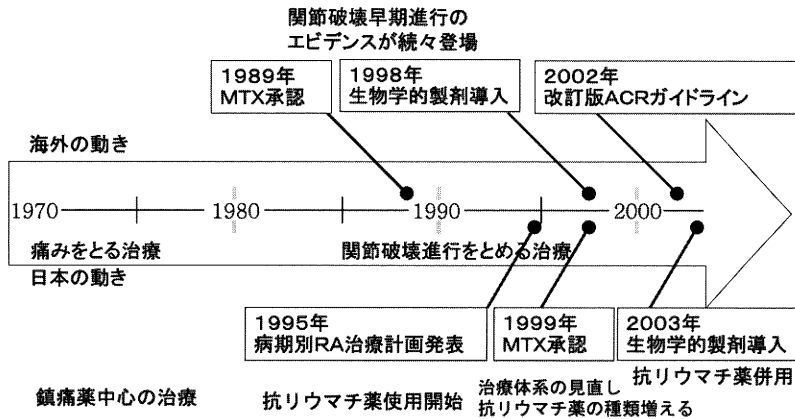 関節破壊早期進行の
エビデンスが続々登場
1989年
MTX承認
1998年
生物学的製剤導入
2002年
改訂版ACRガイドライン
海外の動き
1970 1980 1990 2000
痛みをとる治療 関節破壊進行をとめる治療
日本の動き
1995年
病期別RA治療計画発表
1999年
MTX承認
2003年
生物学的製剤導入
鎮痛薬中心の治療
抗リウマチ薬使用開始
治療体系の見直し
抗リウマチ薬の種類増える
抗リウマチ薬併用